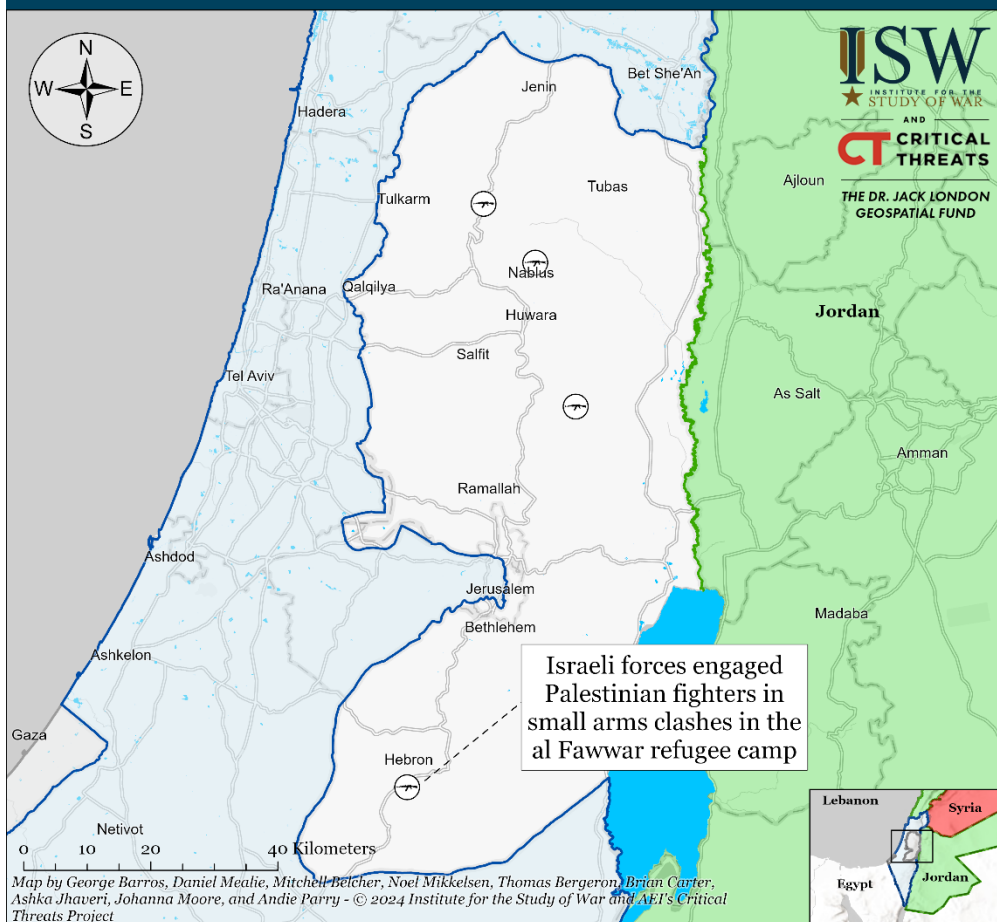 N
W
E
S
ISW
INSTITUTE FOR THE
STUDY OF WAR
AND
CT CRITICAL
THREATS
THE DR. JACK LONDON
GEOSPATIAL FUND
Bet She'An
Jenin
Hadera
Ajloun
Tubas
Tulkarm
Nablus
Ra'Anana
Qalqilya
Huwara
Jordan
Salfit
Tel Aviv
As Salt
Amman
Ramallah
Ashdod
Jerusalem
Madaba
Bethlehem
Ashkelon
Israeli forces engaged
Palestinian fighters in
small arms clashes in the
al Fawwar refugee camp
Gaza
Hebron
Netivot
0 10 20 40 Kilometers
Lebanon
Syria
Egypt
Jordan
Map by George Barros, Daniel Mealie, Mitchell Belcher, Noel Mikkelsen, Thomas Bergeron, Brian Carter,
Ashka Jhaveri, Johanna Moore, and Andie Parry - © 2024 Institute for the Study of War and AEI's Critical
Threats Project